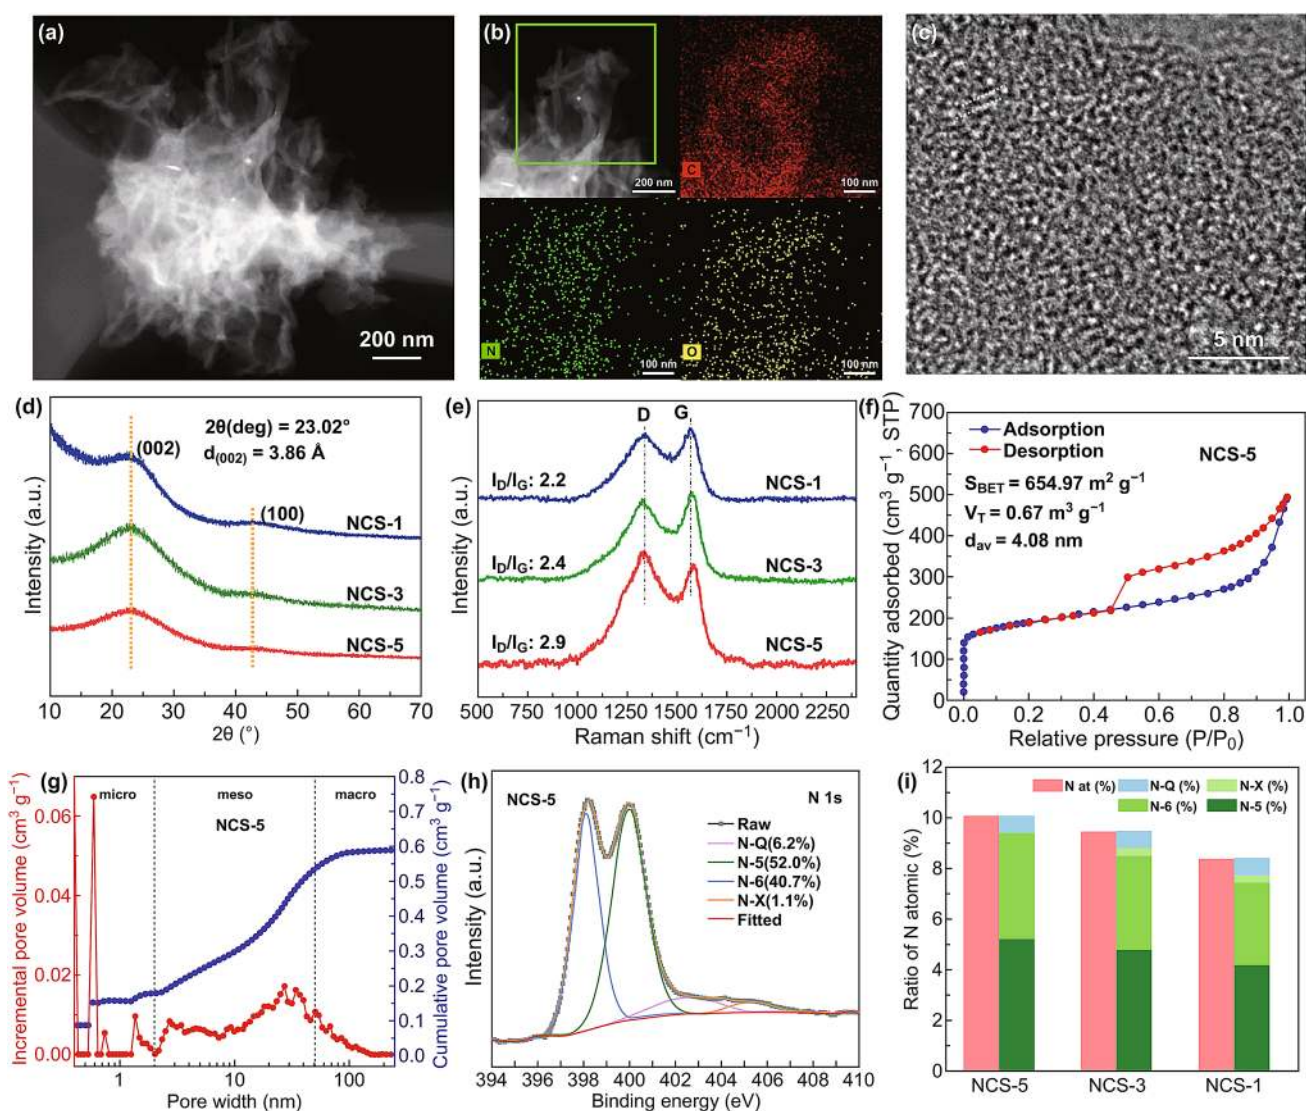 (a)
200 nm
(b)
200 nm
C
100 nm
N
100 nm
O
100 nm
(c)
5 nm
(d)
2θ(deg) = 23.02°
d(002) = 3.86 Å
(002)
(100)
NCS-1
NCS-3
NCS-5
Intensity (a.u.)
10 20 30 40 50 60 70
2θ (°)
(e)
D G
ID/IG: 2.2
NCS-1
ID/IG: 2.4
NCS-3
ID/IG: 2.9
NCS-5
Intensity (a.u.)
500 750 1000 1250 1500 1750 2000 2250
Raman shift (cm−1)
(f)
Adsorption
Desorption
NCS-5
SBET = 654.97 m2 g−1
VT = 0.67 m3 g−1
dav = 4.08 nm
Quantity adsorbed (cm3 g−1, STP)
700
600
500
400
300
200
100
0
0.0 0.2 0.4 0.6 0.8 1.0
Relative pressure (P/P0)
(g)
micro meso macro
NCS-5
Incremental pore volume (cm3 g−1)
0.06
0.04
0.02
0.00
Cumulative pore volume (cm3 g−1)
0.8
0.7
0.6
0.5
0.4
0.3
0.2
0.1
0.0
1 10 100
Pore width (nm)
(h)
NCS-5
N 1s
Raw
N-Q(6.2%)
N-5(52.0%)
N-6(40.7%)
N-X(1.1%)
Fitted
Intensity (a.u.)
394 396 398 400 402 404 406 408 410
Binding energy (eV)
(i)
N at (%) N-Q (%) N-X (%)
N-6 (%) N-5 (%)
Ratio of N atomic (%)
12
10
8
6
4
2
0
NCS-5 NCS-3 NCS-1